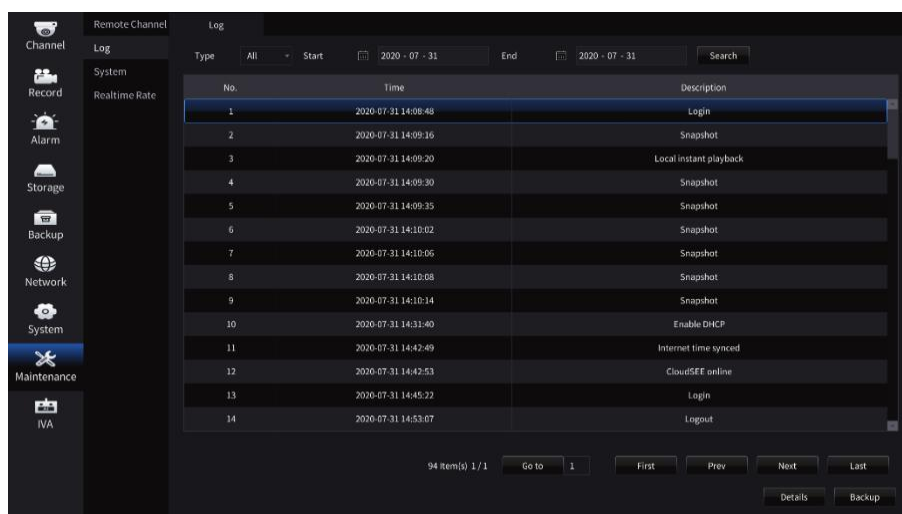 Channel
Record
Alarm
Storage
Backup
Network
System
Maintenance
IVA
Remote Channel
Log
System
Realtime Rate
Log
Type All Start 2020 - 07 - 31 End 2020 - 07 - 31 Search
No. Time Description
1 2020-07-31 14:08:48 Login
2 2020-07-31 14:09:16 Snapshot
3 2020-07-31 14:09:20 Local instant playback
4 2020-07-31 14:09:30 Snapshot
5 2020-07-31 14:09:35 Snapshot
6 2020-07-31 14:10:02 Snapshot
7 2020-07-31 14:10:06 Snapshot
8 2020-07-31 14:10:08 Snapshot
9 2020-07-31 14:10:14 Snapshot
10 2020-07-31 14:31:40 Enable DHCP
11 2020-07-31 14:42:49 Internet time synced
12 2020-07-31 14:42:53 CloudSEE online
13 2020-07-31 14:45:22 Login
14 2020-07-31 14:53:07 Logout
94 item(s) 1/1 Go to 1 First Prev Next Last
Details Backup